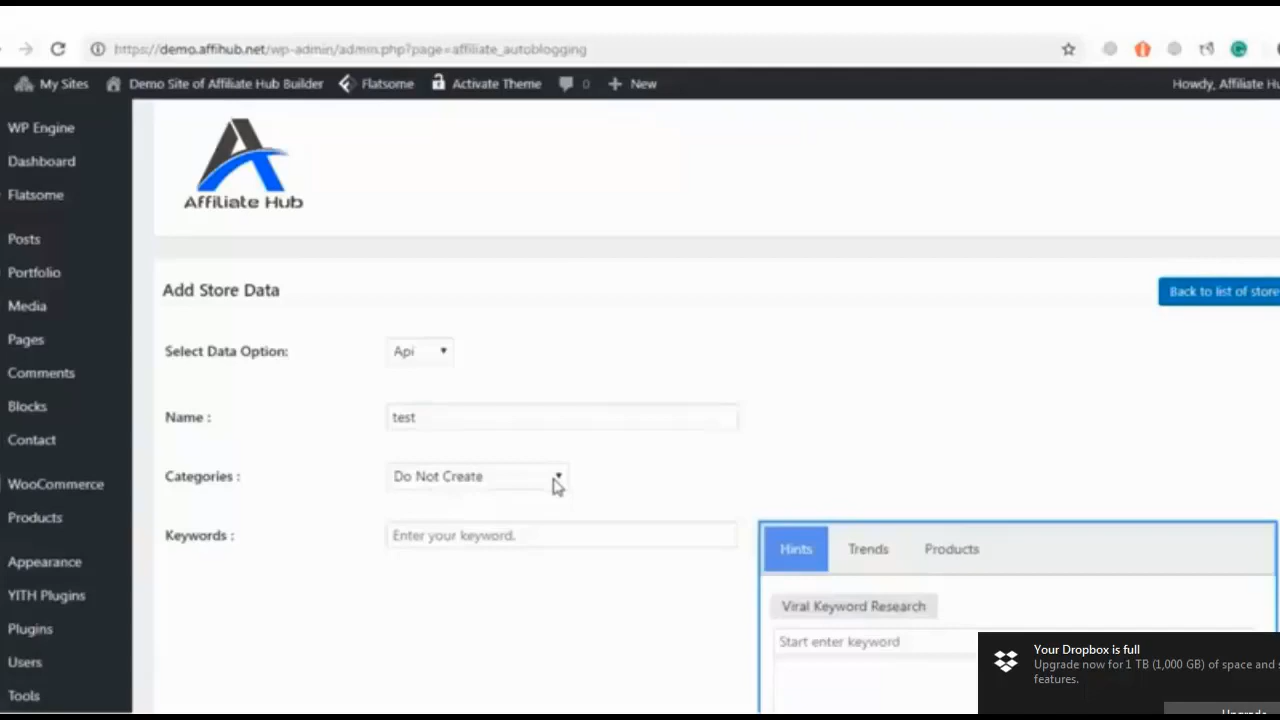 https://demo.affihub.net/wp-admin/admin.php?page=affiliate_autoblogging
My Sites Demo Site of Affiliate Hub Builder Flatsome Activate Theme 0 New Howdy, Affiliate Hu
WP Engine
Dashboard
Flatsome
Posts
Portfolio
Media
Pages
Comments
Blocks
Contact
WooCommerce
Products
Appearance
YITH Plugins
Plugins
Users
Tools
Affiliate Hub
Add Store Data
Back to list of store
Select Data Option: Api
Name : test
Categories : Do Not Create
Keywords : Enter your keyword.
Hints Trends Products
Viral Keyword Research
Start enter keyword
Your Dropbox is full
Upgrade now for 1 TB (1,000 GB) of space and s
features.
Upgrade